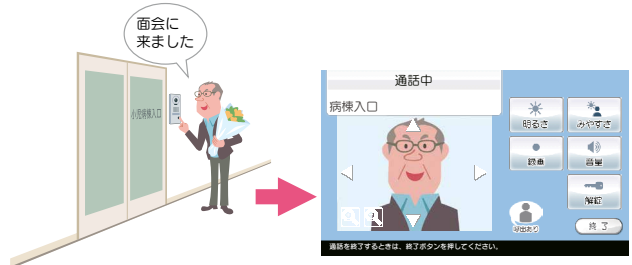 面会に
来ました
小児病棟入口
通話中
病棟入口
明るさ
みやすさ
録画
音量
解錠
呼出あり
終了
通話を終了するときは、終了ボタンを押してください。